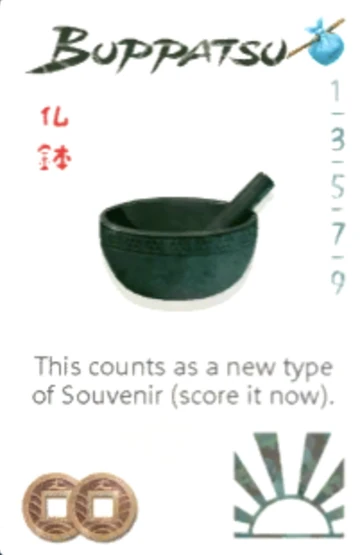 BUPPATSU
仏
鉢
1
3
5
7
9
This counts as a new type
of Souvenir (score it now).